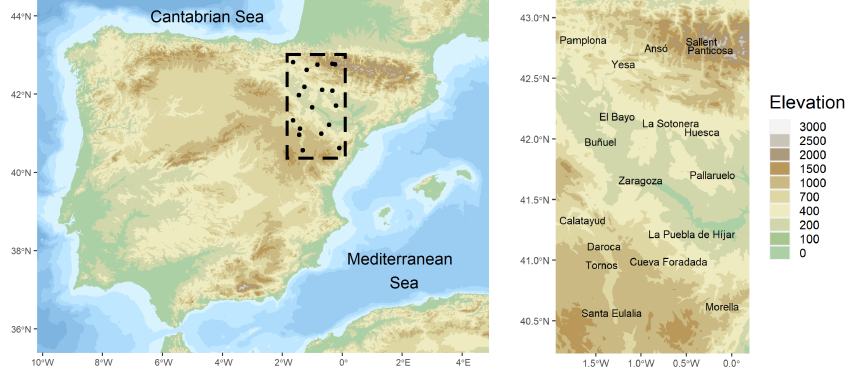 Cantabrian Sea
Mediterranean
Sea
44°N
42°N
40°N
38°N
36°N
10°W
8°W
6°W
4°W
2°W
0°
2°E
4°E
43.0°N
42.5°N
42.0°N
41.5°N
41.0°N
40.5°N
Pamplona
Sallent
Ansó
Panticosa
Yesa
El Bayo
La Sotonera
Huesca
Buñuel
Pallaruelo
Zaragoza
Calatayud
La Puebla de Híjar
Daroca
Tornos
Cueva Foradada
Morella
Santa Eulalia
1.5°W
1.0°W
0.5°W
0.0°
Elevation
3000
2500
2000
1500
1000
700
400
200
100
0